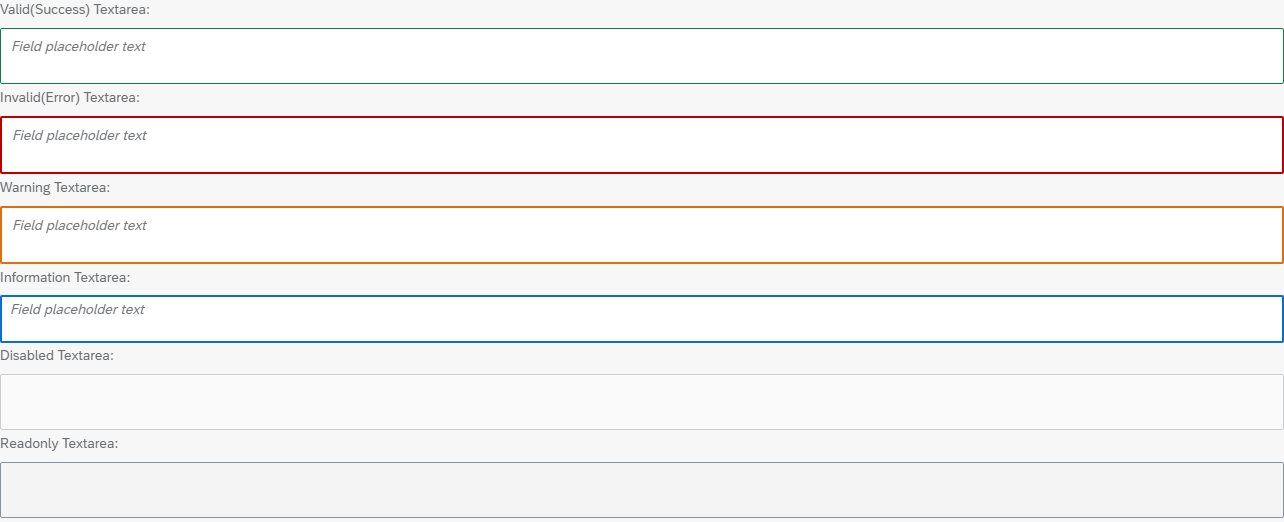 Valid(Success) Textarea:
Field placeholder text
Invalid(Error) Textarea:
Field placeholder text
Warning Textarea:
Field placeholder text
Information Textarea:
Field placeholder text
Disabled Textarea:
Readonly Textarea: